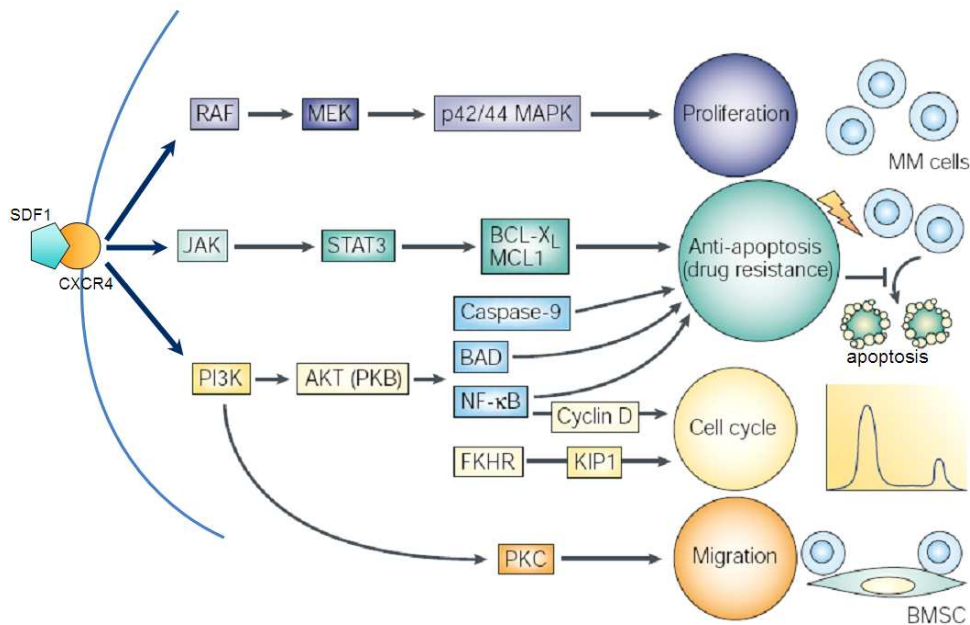 RAF
MEK
p42/44 MAPK
Proliferation
MM cells
SDF1
CXCR4
JAK
STAT3
BCL-XL
MCL1
Anti-apoptosis
(drug resistance)
apoptosis
Caspase-9
BAD
PI3K
AKT (PKB)
NF-κB
Cyclin D
Cell cycle
FKHR
KIP1
PKC
Migration
BMSC